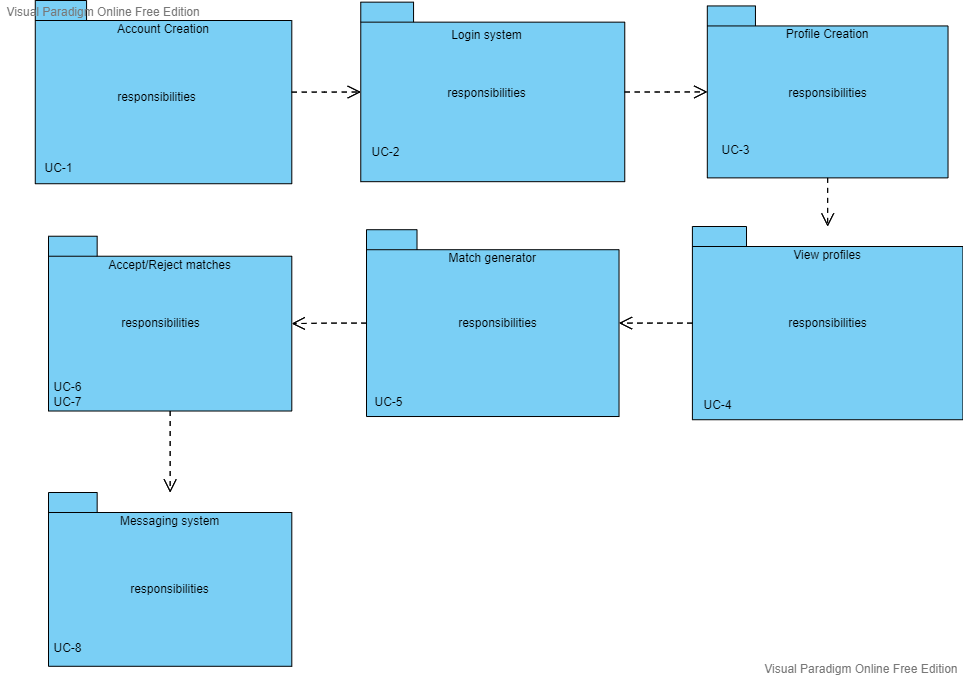 Visual Paradigm Online Free Edition
Account Creation
responsibilities
UC-1
Login system
responsibilities
UC-2
Profile Creation
responsibilities
UC-3
Accept/Reject matches
responsibilities
UC-6
UC-7
Match generator
responsibilities
UC-5
View profiles
responsibilities
UC-4
Messaging system
responsibilities
UC-8
Visual Paradigm Online Free Edition